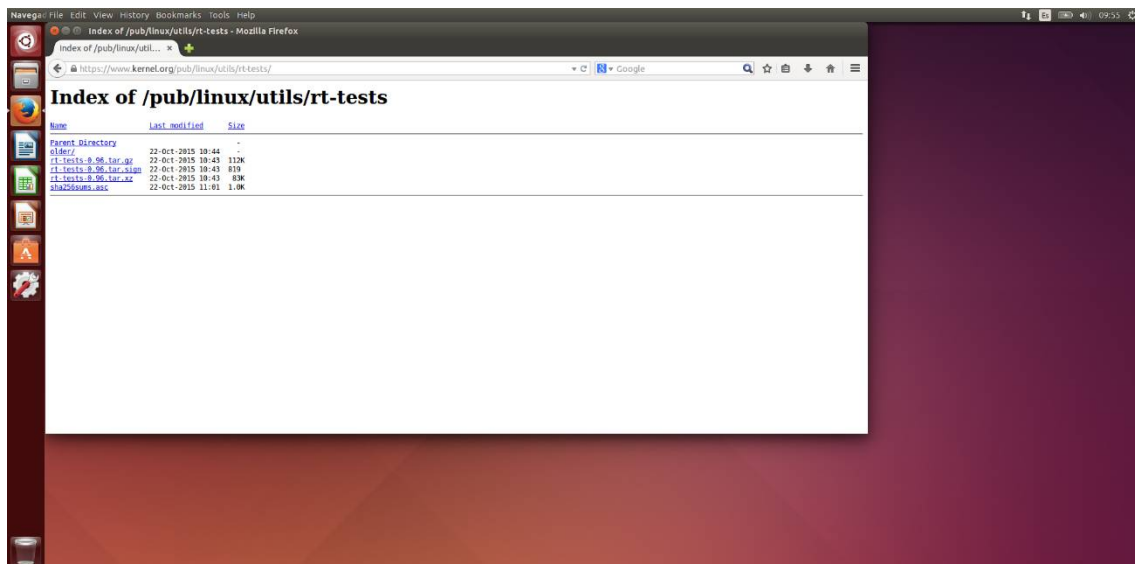 Navegad File Edit View History Bookmarks Tools Help
Es 09:55
Index of /pub/linux/utils/rt-tests - Mozilla Firefox
Index of /pub/linux/util...
https://www.kernel.org/pub/linux/utils/rt-tests/ Google
Index of /pub/linux/utils/rt-tests
Name Last modified Size
Parent Directory -
older/ 22-Oct-2015 10:44 -
rt-tests-0.96.tar.gz 22-Oct-2015 10:43 112K
rt-tests-0.96.tar.sign 22-Oct-2015 10:43 819
rt-tests-0.96.tar.xz 22-Oct-2015 10:43 83K
sha256sums.asc 22-Oct-2015 11:01 1.0K